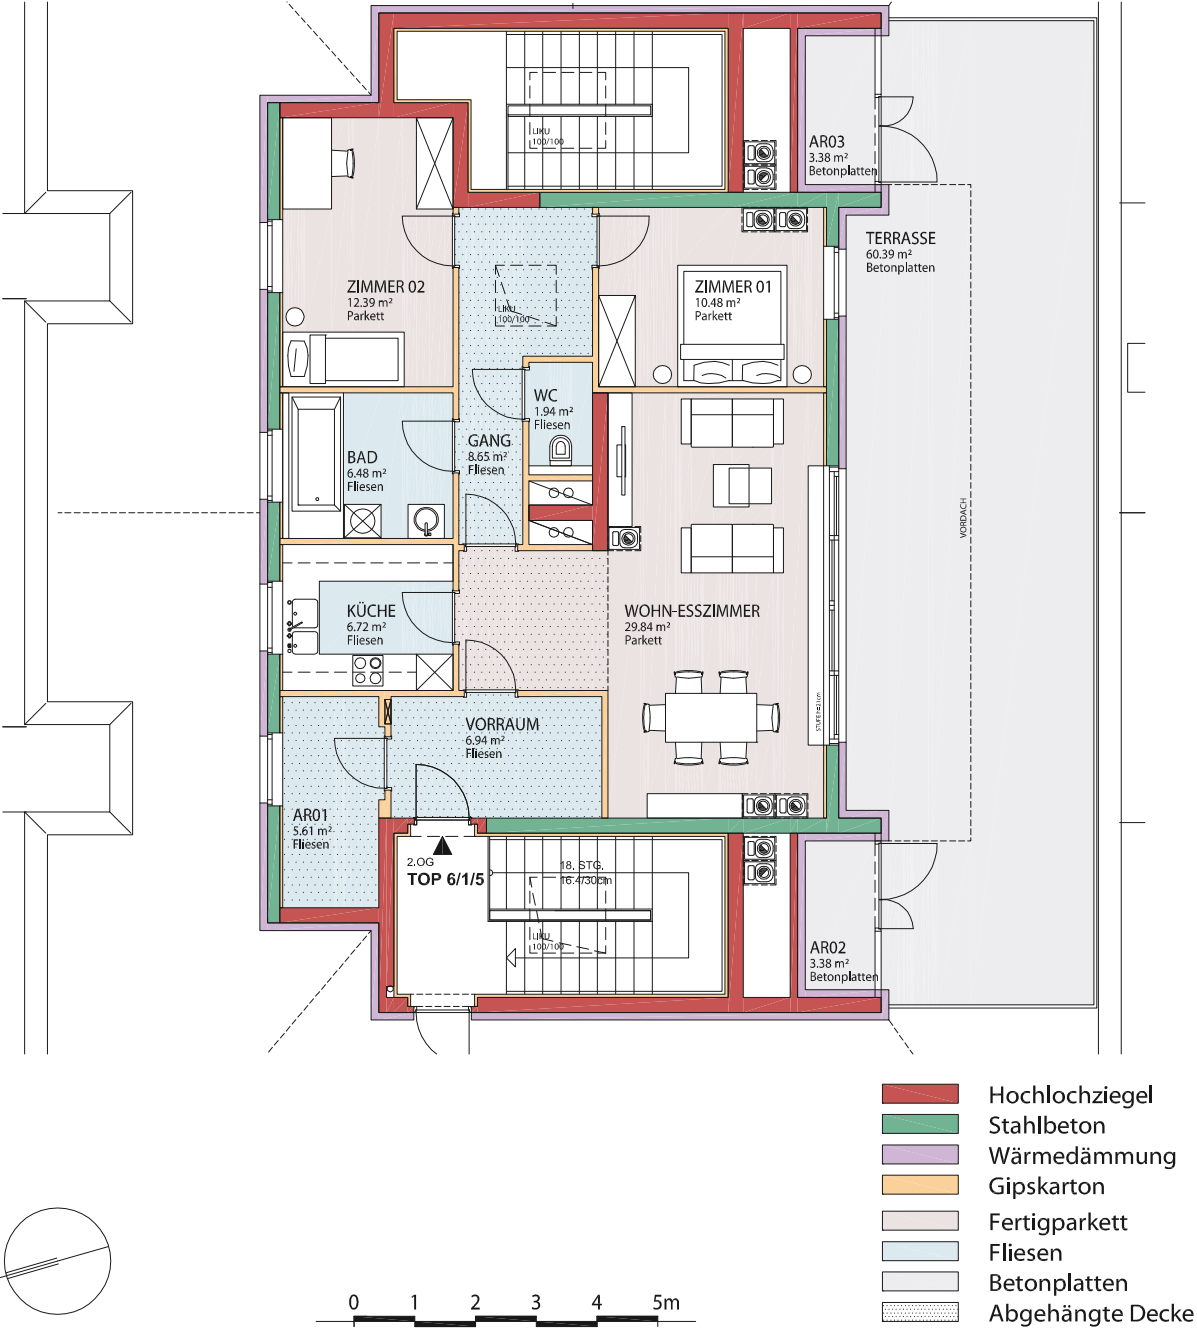 LIKU
100/100
AR03
3.38 m²
Betonplatten
TERRASSE
60.39 m²
Betonplatten
ZIMMER 02
12.39 m²
Parkett
LIKU
100/100
ZIMMER 01
10.48 m²
Parkett
WC
1.94 m²
Fliesen
GANG
8.65 m²
Fliesen
BAD
6.48 m²
Fliesen
VORDACH
KÜCHE
6.72 m²
Fliesen
WOHN-ESSZIMMER
29.84 m²
Parkett
STUFE h=21cm
VORRAUM
6.94 m²
Fliesen
AR01
5.61 m²
Fliesen
2.OG
TOP 6/1/5
18. STG.
16.4/30cm
LIKU
100/100
AR02
3.38 m²
Betonplatten
Hochlochziegel
Stahlbeton
Wärmedämmung
Gipskarton
Fertigparkett
Fliesen
Betonplatten
Abgehängte Decke
0 1 2 3 4 5m